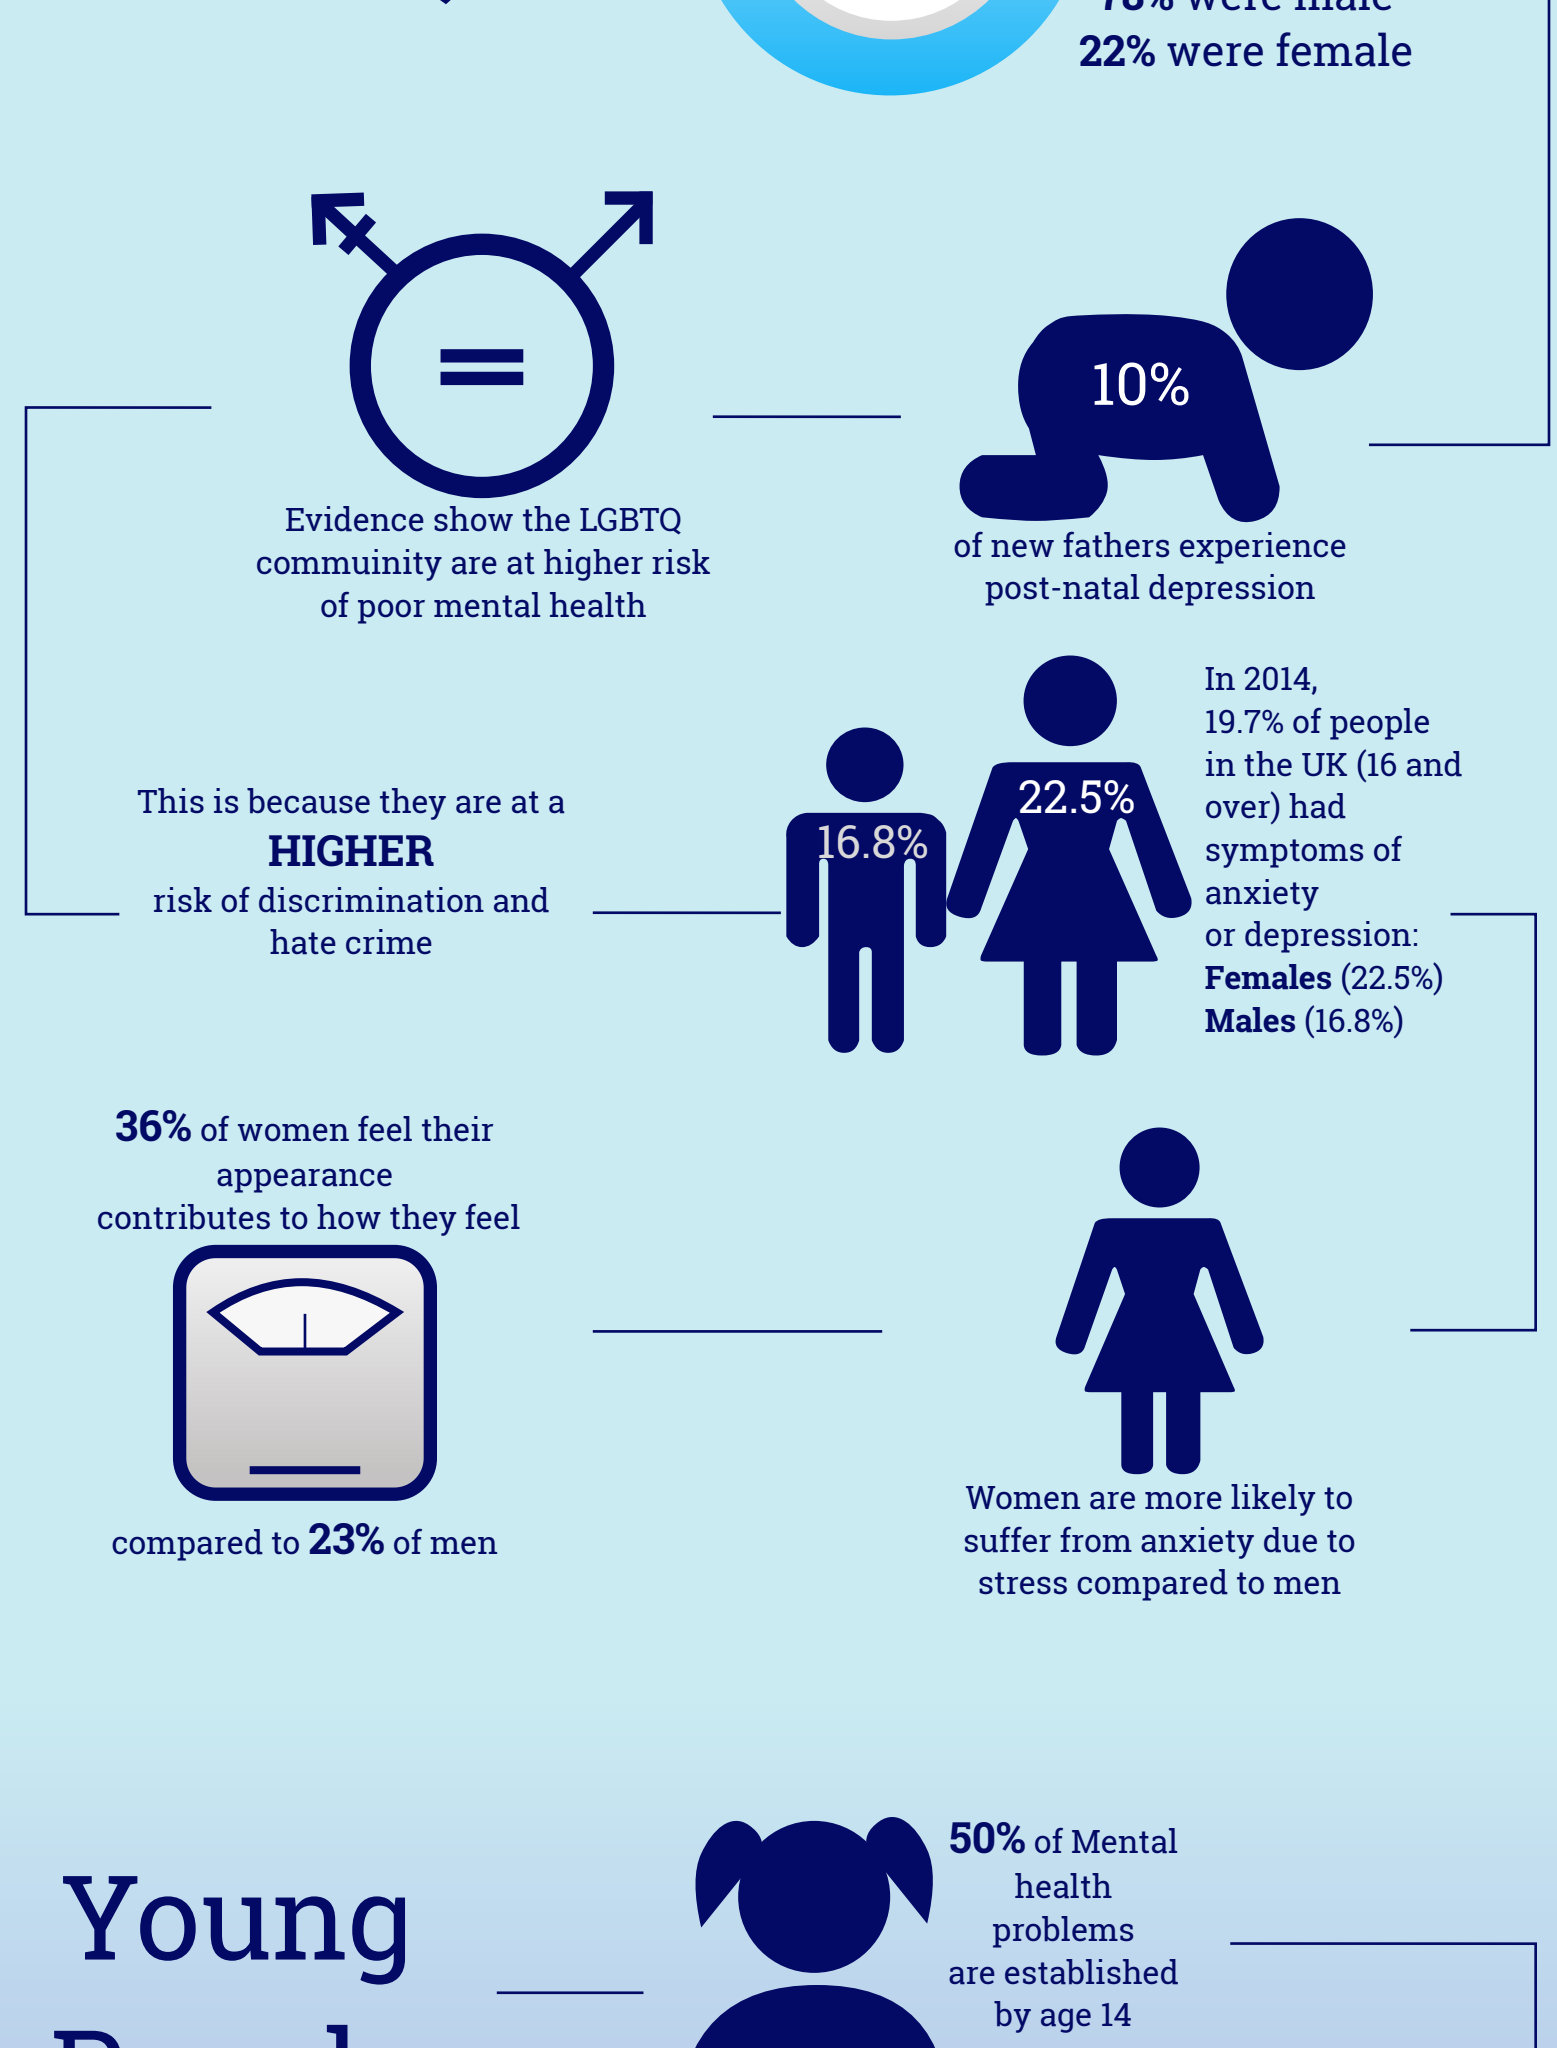 78% were male
22% were female
10%
Evidence show the LGBTQ
commuinity are at higher risk
of poor mental health
of new fathers experience
post-natal depression
This is because they are at a
HIGHER
risk of discrimination and
hate crime
16.8%
22.5%
In 2014,
19.7% of people
in the UK (16 and
over) had
symptoms of
anxiety
or depression:
Females (22.5%)
Males (16.8%)
36% of women feel their
appearance
contributes to how they feel
compared to 23% of men
Women are more likely to
suffer from anxiety due to
stress compared to men
Young
50% of Mental
health
problems
are established
by age 14